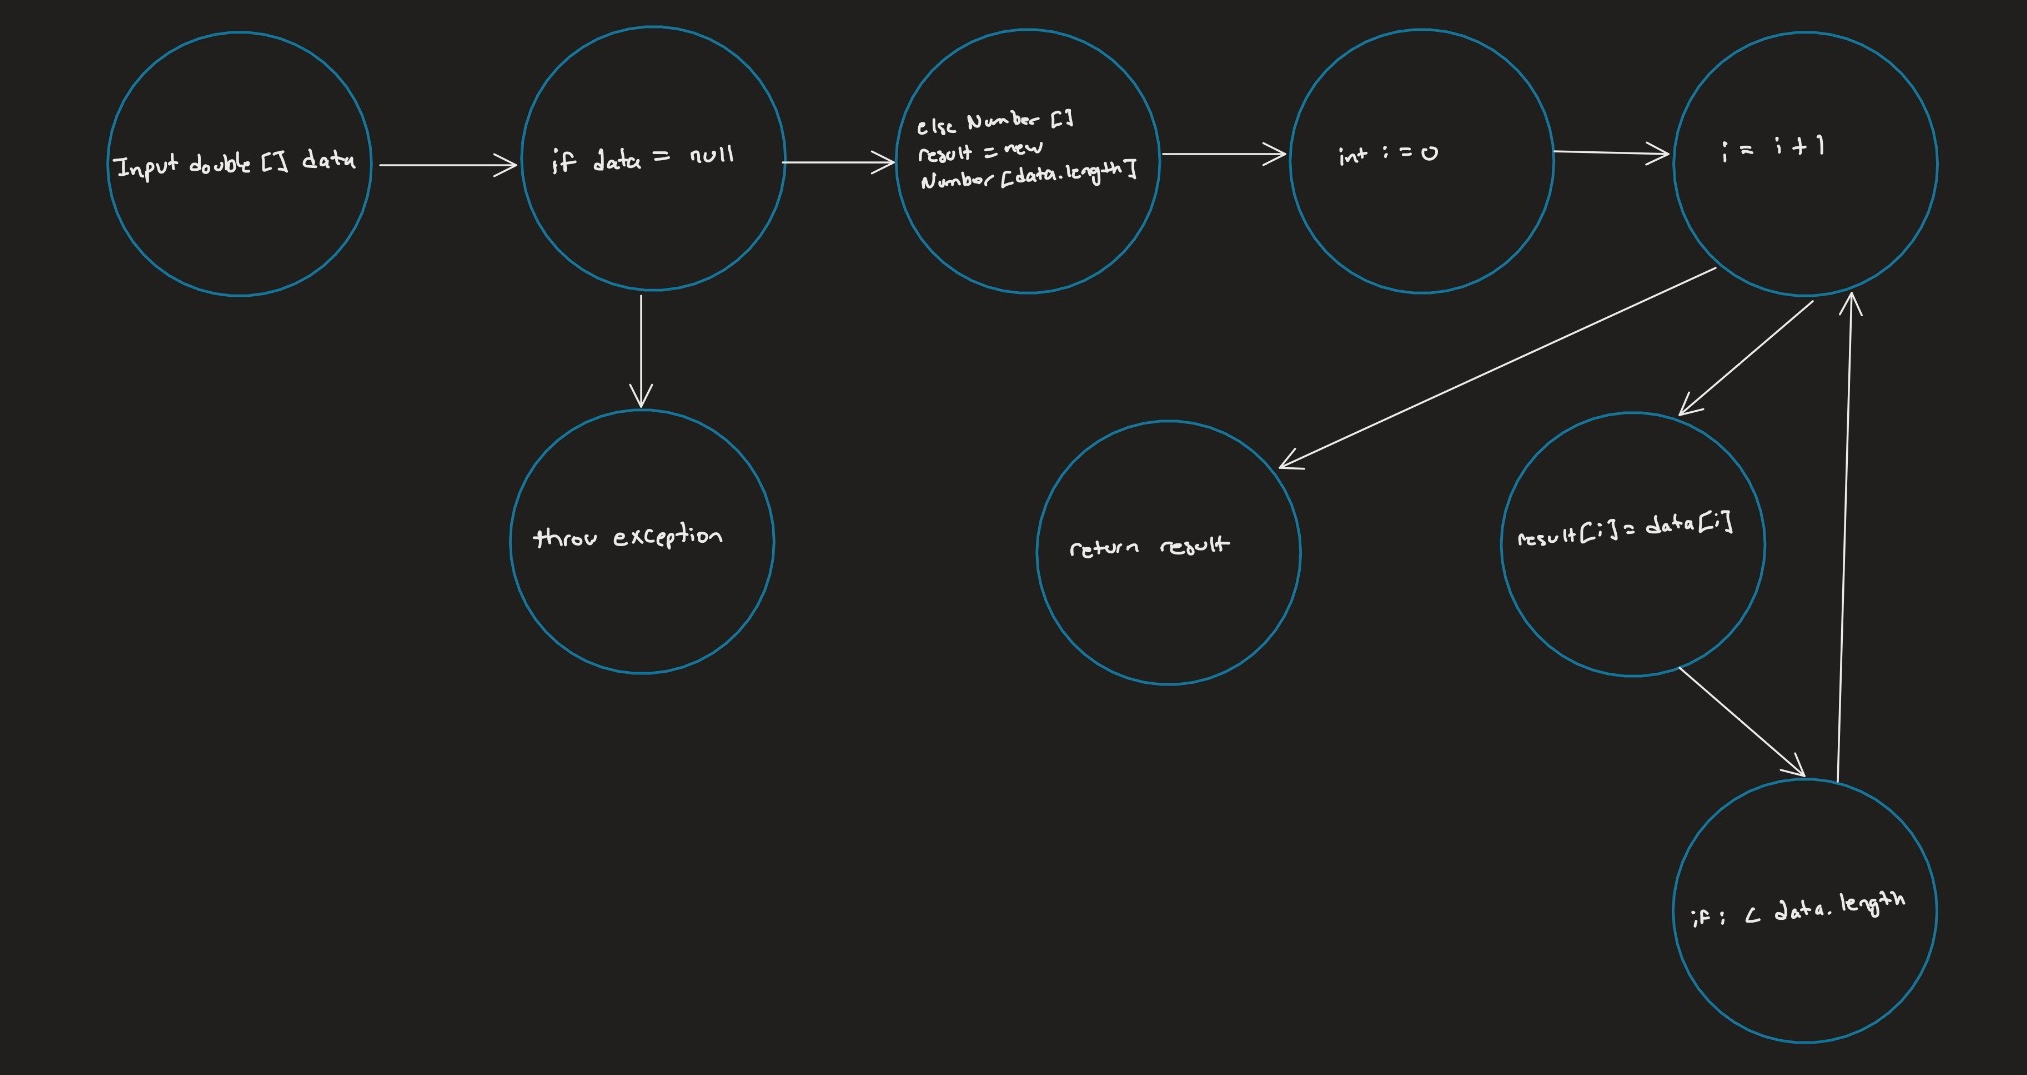 Input double [] data
if data = null
else Number []
result = new
Number [data.length]
int i = 0
i = i + 1
throw exception
return result
result[i] = data[i]
if i < data.length